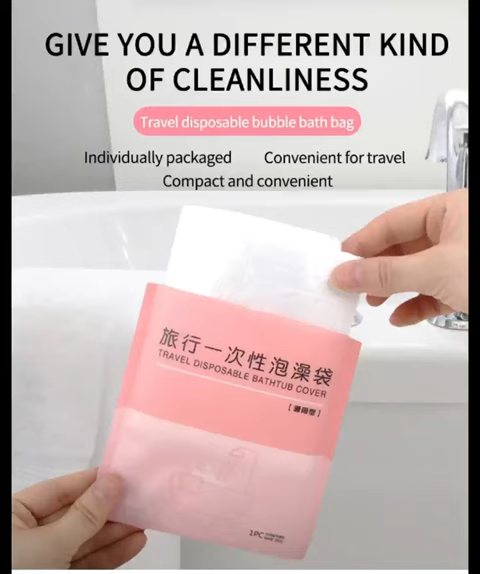 GIVE YOU A DIFFERENT KIND
OF CLEANLINESS
Travel disposable bubble bath bag
Individually packaged Convenient for travel
Compact and convenient
旅行一次性泡澡袋
TRAVEL DISPOSABLE BATHTUB COVER
1PC